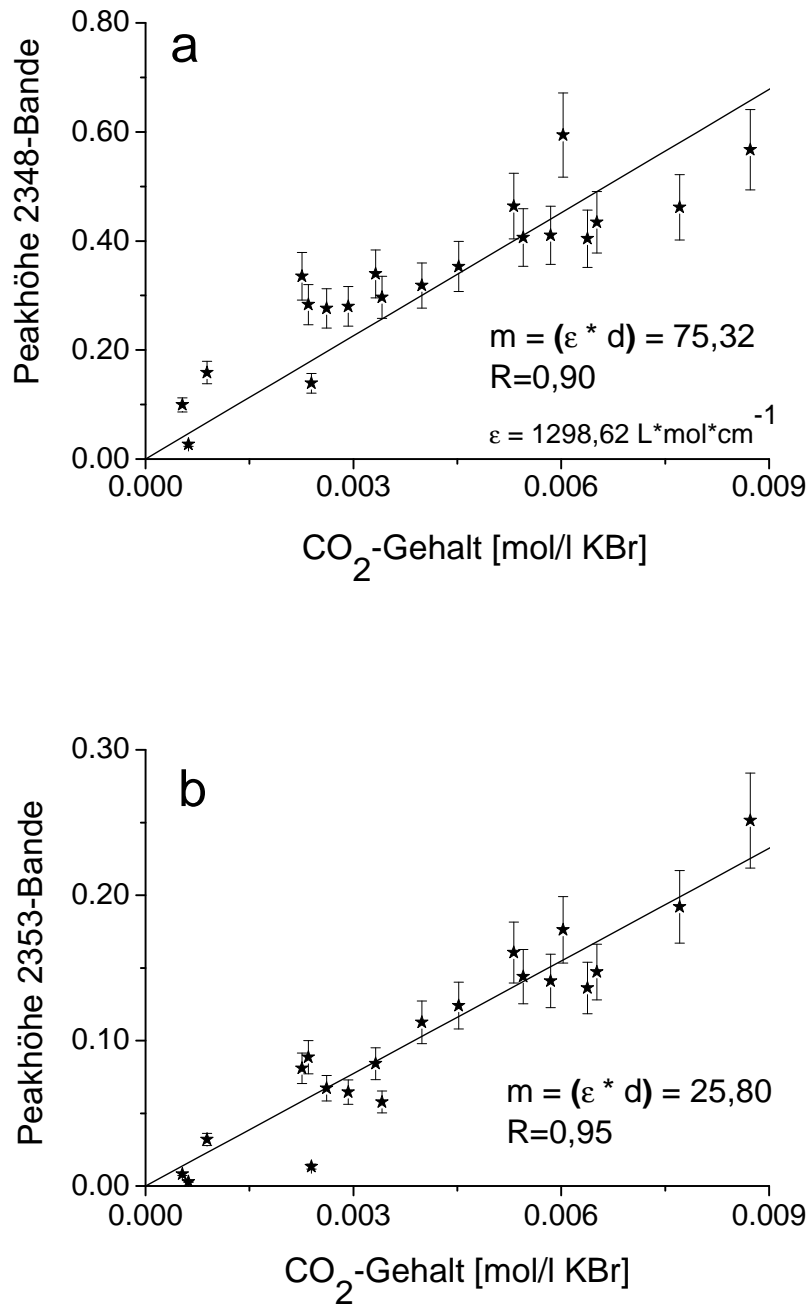 a
Peakhöhe 2348-Bande
0.80
0.60
0.40
0.20
0.00
m = (ε * d) = 75,32
R=0,90
ε = 1298,62 L*mol*cm⁻¹
0.000 0.003 0.006 0.009
CO₂-Gehalt [mol/l KBr]
b
Peakhöhe 2353-Bande
0.30
0.20
0.10
0.00
m = (ε * d) = 25,80
R=0,95
0.000 0.003 0.006 0.009
CO₂-Gehalt [mol/l KBr]